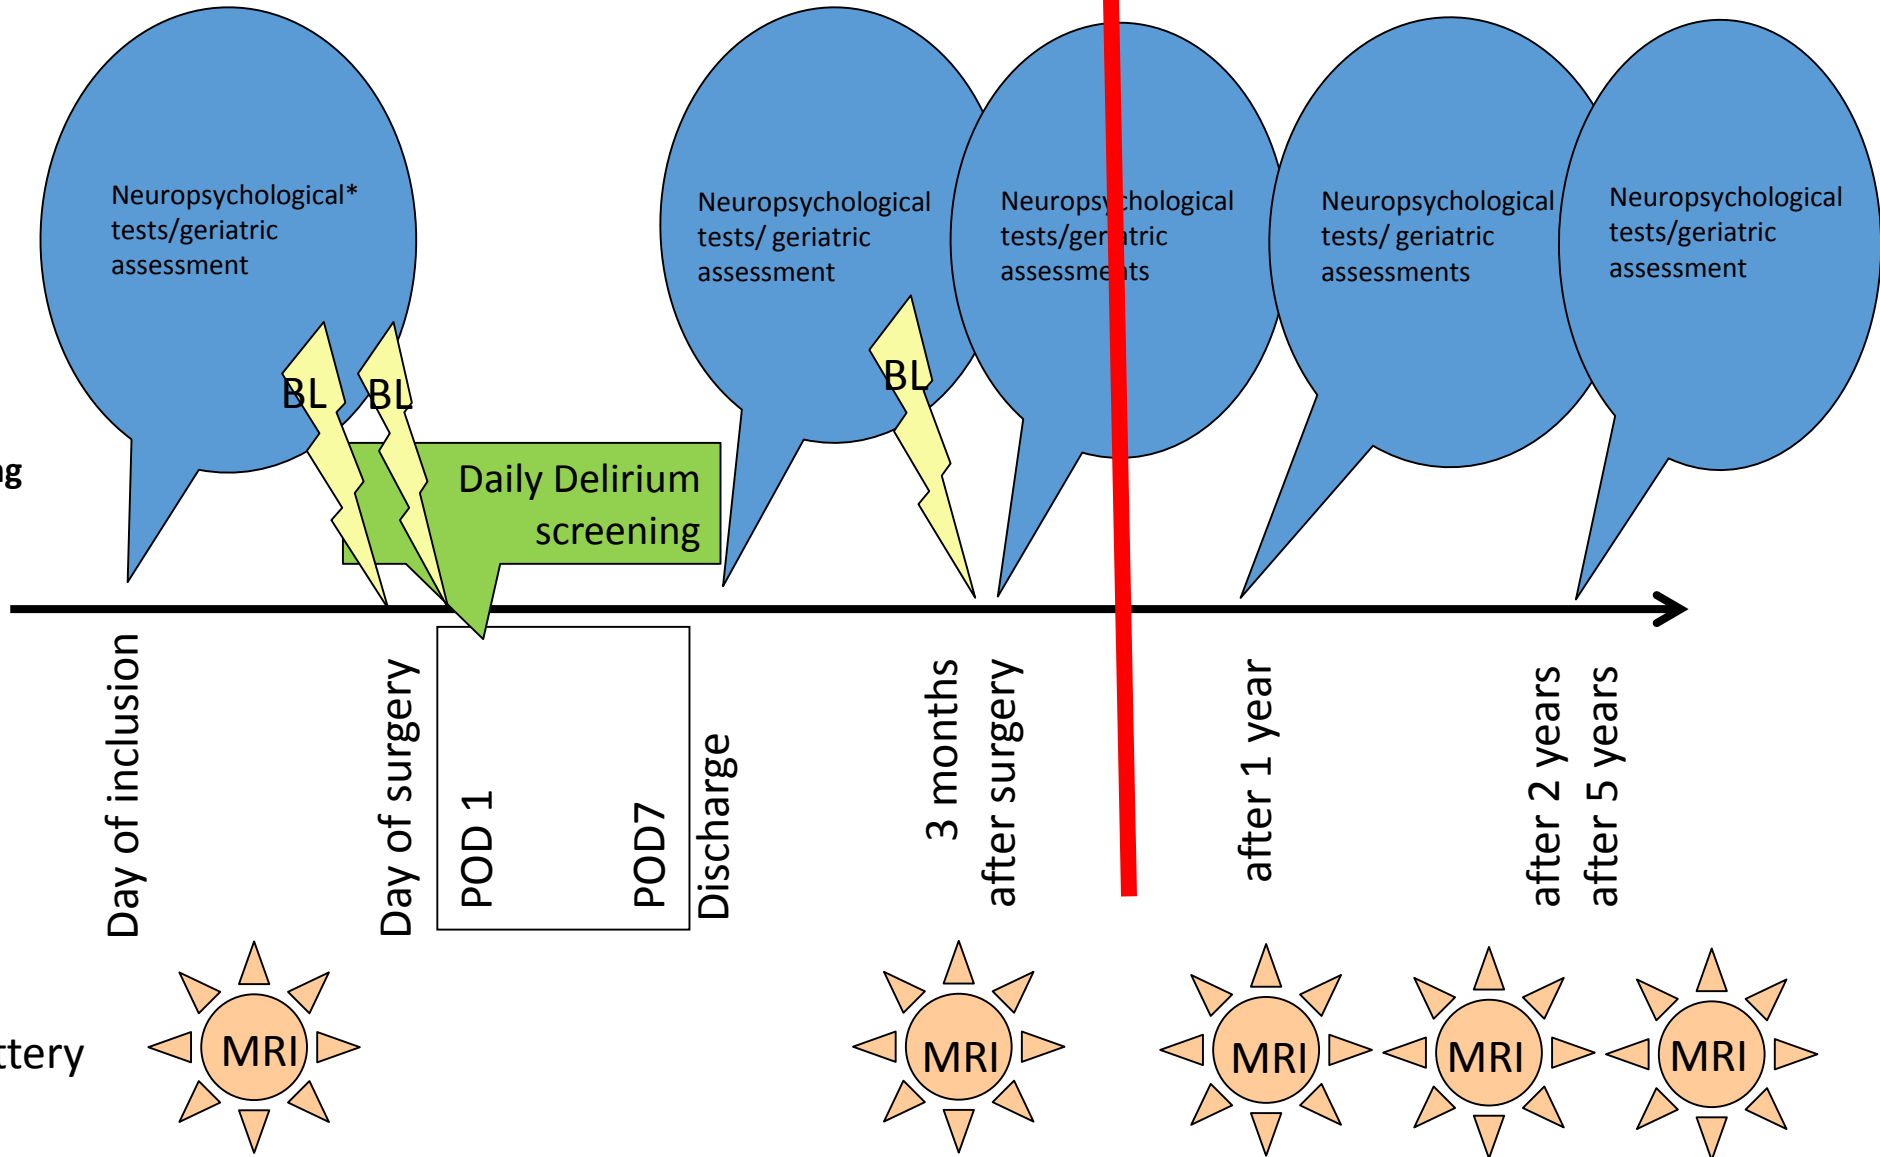 Neuropsychological*
tests/geriatric
assessment
Neuropsychological
tests/ geriatric
assessment
Neuropsychological
tests/geriatric
assessments
Neuropsychological
tests/ geriatric
assessments
Neuropsychological
tests/geriatric
assessment
BL
BL
BL
ng
Daily Delirium
screening
Day of inclusion
Day of surgery
POD 1
POD7
Discharge
3 months
after surgery
after 1 year
after 2 years
after 5 years
ttery
MRI
MRI
MRI
MRI
MRI